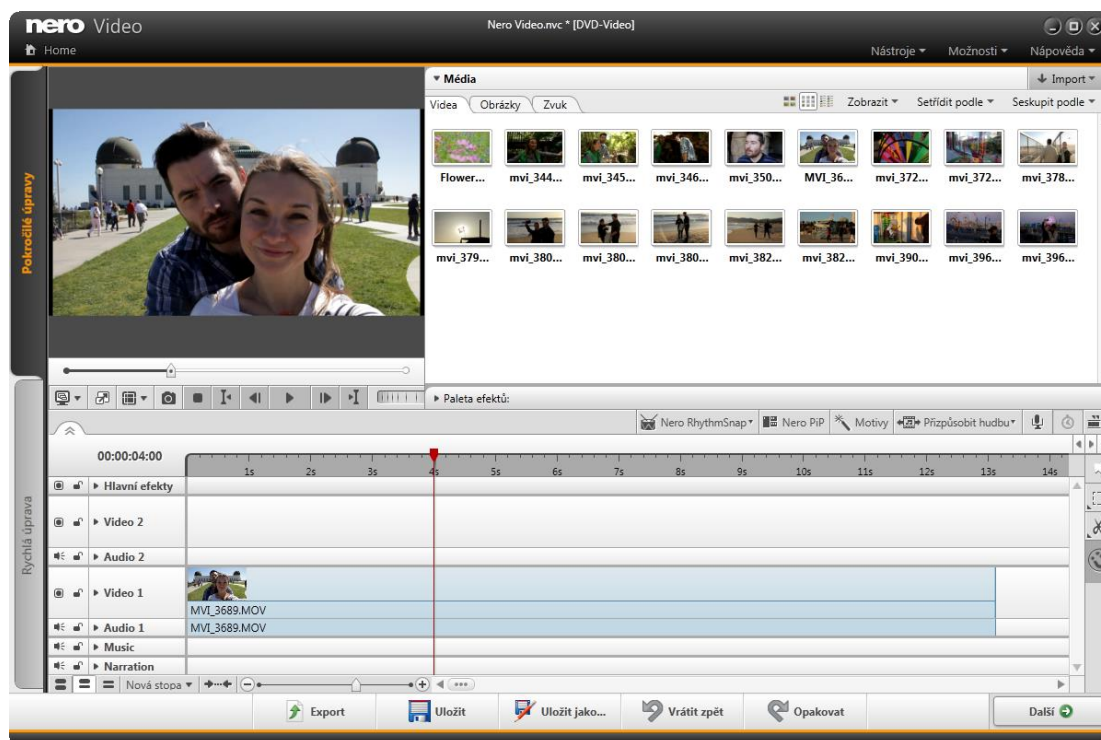 nero Video
Nero Video.nvc * [DVD-Video]
Home
Nástroje
Možnosti
Nápověda
Pokročilé úpravy
Rychlá úprava
Média
Import
Videa
Obrázky
Zvuk
Zobrazit
Setřídit podle
Seskupit podle
Flower...
mvi_344...
mvi_345...
mvi_346...
mvi_350...
MVI_36...
mvi_372...
mvi_372...
mvi_378...
mvi_379...
mvi_380...
mvi_380...
mvi_380...
mvi_382...
mvi_382...
mvi_390...
mvi_396...
mvi_396...
Paleta efektů:
Nero RhythmSnap
Nero PiP
Motivy
Přizpůsobit hudbu
00:00:04:00
1s 2s 3s 4s 5s 6s 7s 8s 9s 10s 11s 12s 13s 14s
Hlavní efekty
Video 2
Audio 2
Video 1
MVI_3689.MOV
Audio 1
MVI_3689.MOV
Music
Narration
Nová stopa
Export
Uložit
Uložit jako...
Vrátit zpět
Opakovat
Další